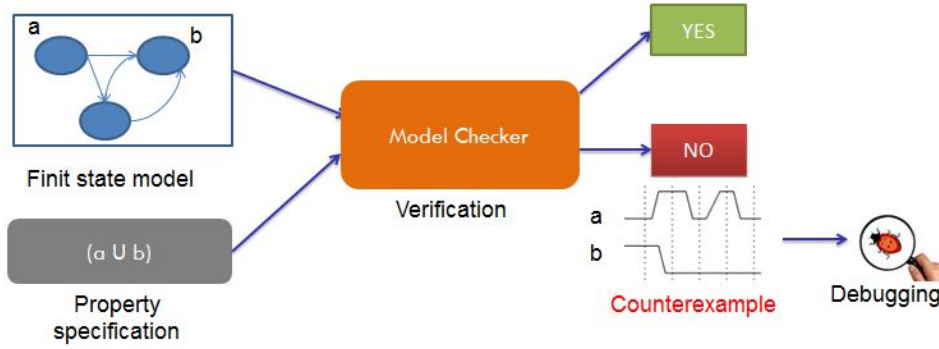 a
b
YES
Model Checker
NO
Finit state model
Verification
a
(a U b)
b
Property
specification
Counterexample
Debugging